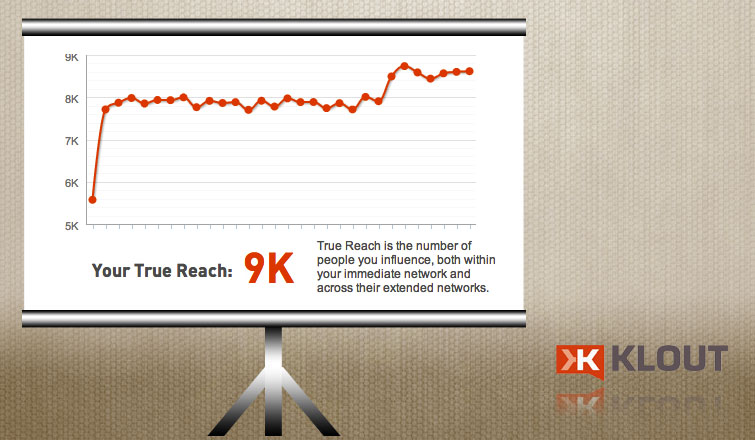 9K
8K
7K
6K
5K
Your True Reach: 9K
True Reach is the number of
people you influence, both within
your immediate network and
across their extended networks.
KLOUT